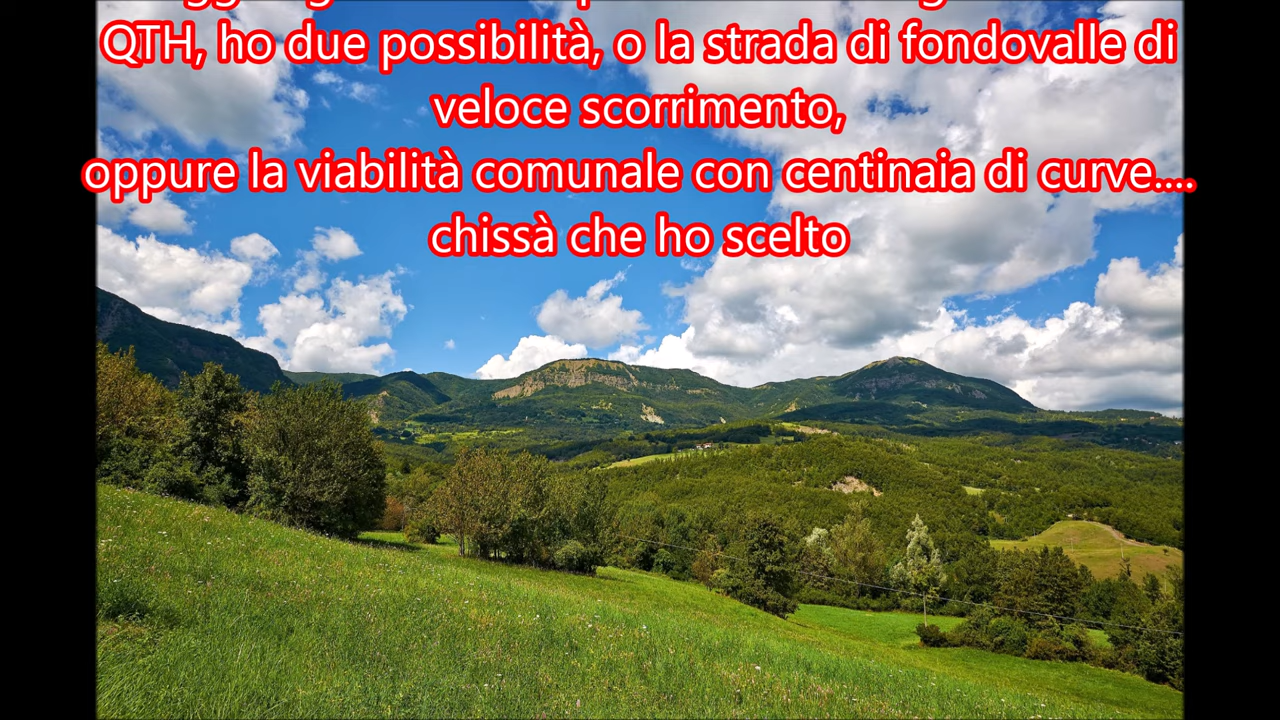 QTH, ho due possibilità, o la strada di fondovalle di
veloce scorrimento,
oppure la viabilità comunale con centinaia di curve....
chissà che ho scelto